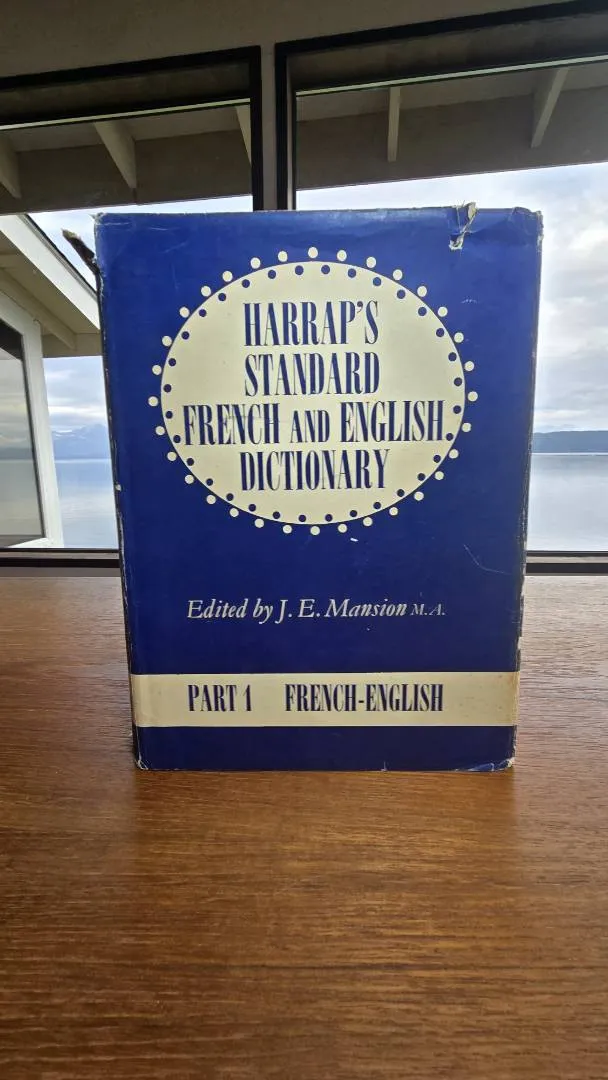 HARRAP'S
STANDARD
FRENCH AND ENGLISH
DICTIONARY
Edited by J. E. Mansion M.A.
PART 1 FRENCH-ENGLISH